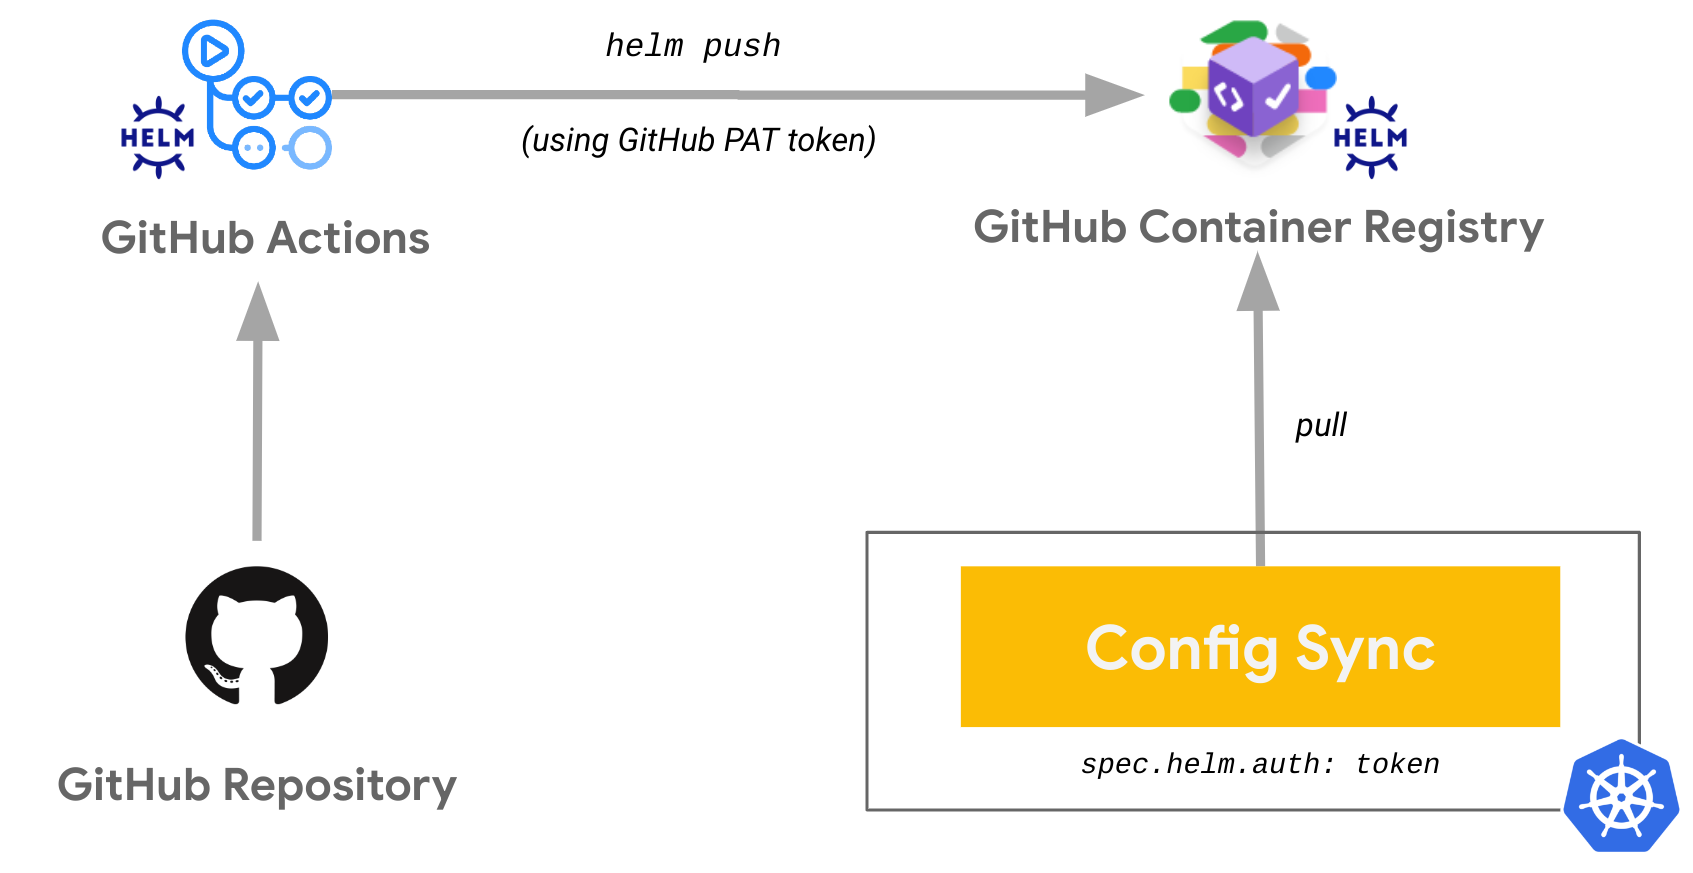 helm push
HELM
(using GitHub PAT token)
HELM
GitHub Actions
GitHub Container Registry
pull
Config Sync
spec.helm.auth: token
GitHub Repository